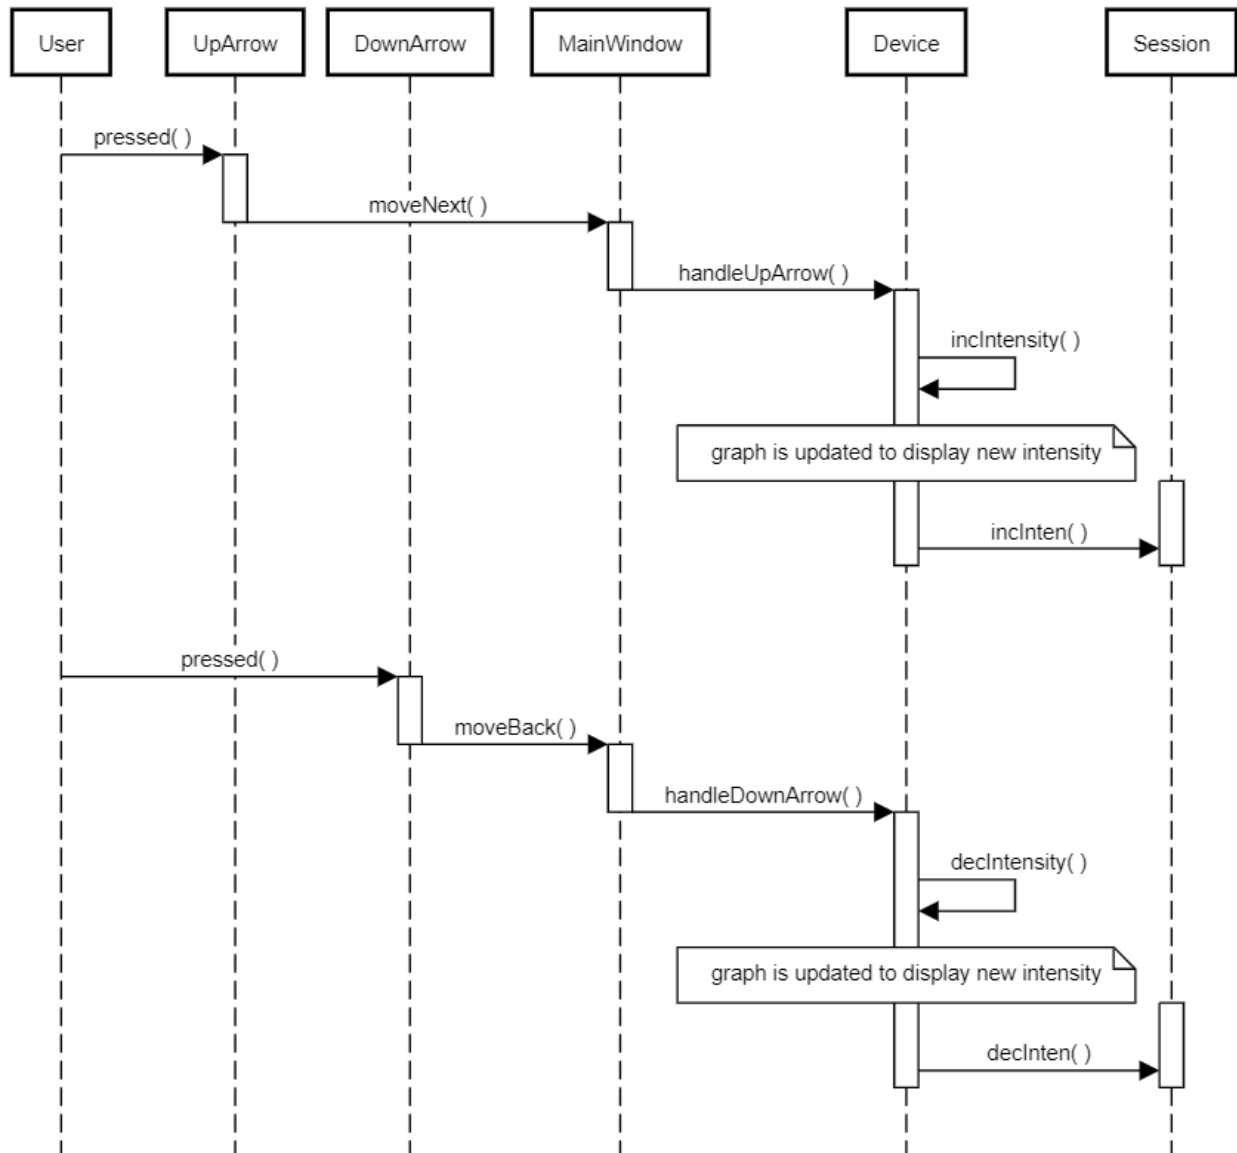 User
UpArrow
DownArrow
MainWindow
Device
Session
pressed( )
moveNext( )
handleUpArrow( )
incIntensity( )
graph is updated to display new intensity
incInten( )
pressed( )
moveBack( )
handleDownArrow( )
decIntensity( )
graph is updated to display new intensity
decInten( )